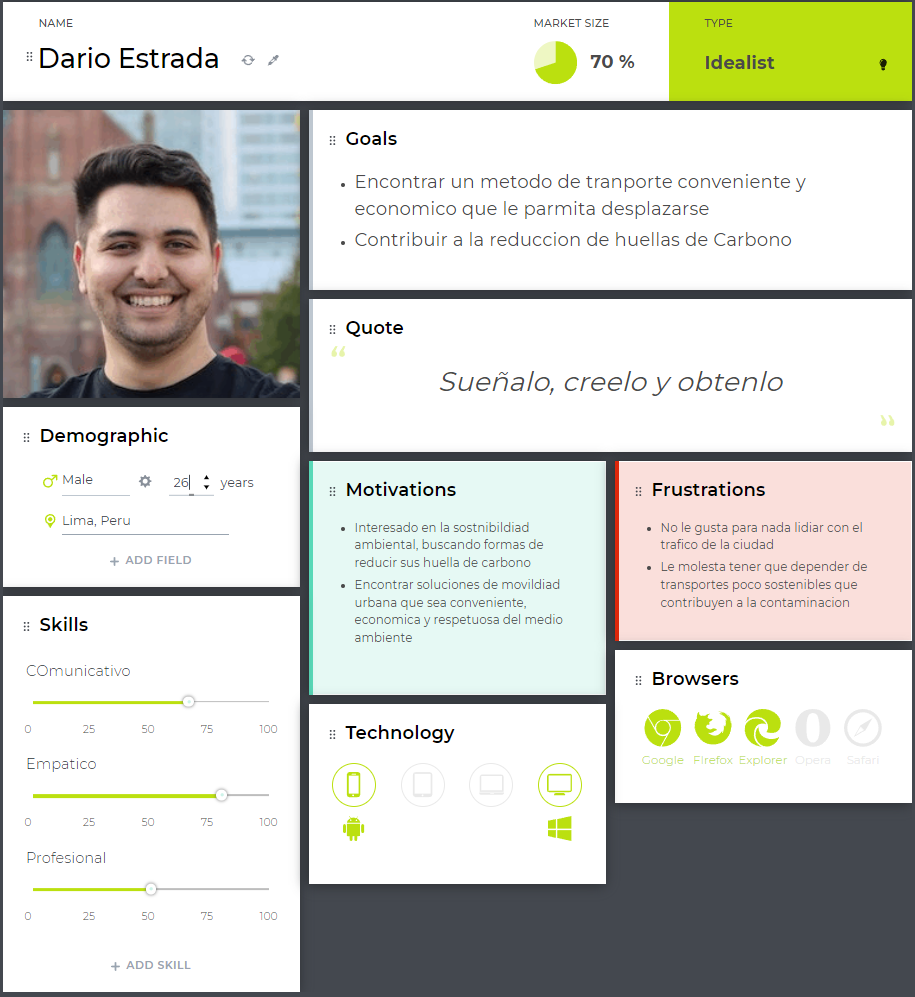 NAME
Dario Estrada
MARKET SIZE
70 %
TYPE
Idealist
Goals
Encontrar un metodo de tranporte conveniente y
economico que le parmita desplazarse
Contribuir a la reduccion de huellas de Carbono
Quote
“
Sueñalo, creelo y obtenlo
”
Demographic
Male
26 years
Lima, Peru
+ ADD FIELD
Skills
COmunicativo
0 25 50 75 100
Empatico
0 25 50 75 100
Profesional
0 25 50 75 100
+ ADD SKILL
Motivations
Interesado en la sostnibildiad
ambiental, buscando formas de
reducir sus huella de carbono
Encontrar soluciones de movildiad
urbana que sea conveniente,
economica y respetuosa del medio
ambiente
Technology
Frustrations
No le gusta para nada lidiar con el
trafico de la ciudad
Le molesta tener que depender de
transportes poco sostenibles que
contribuyen a la contaminacion
Browsers
Google Firefox Explorer Opera Safari